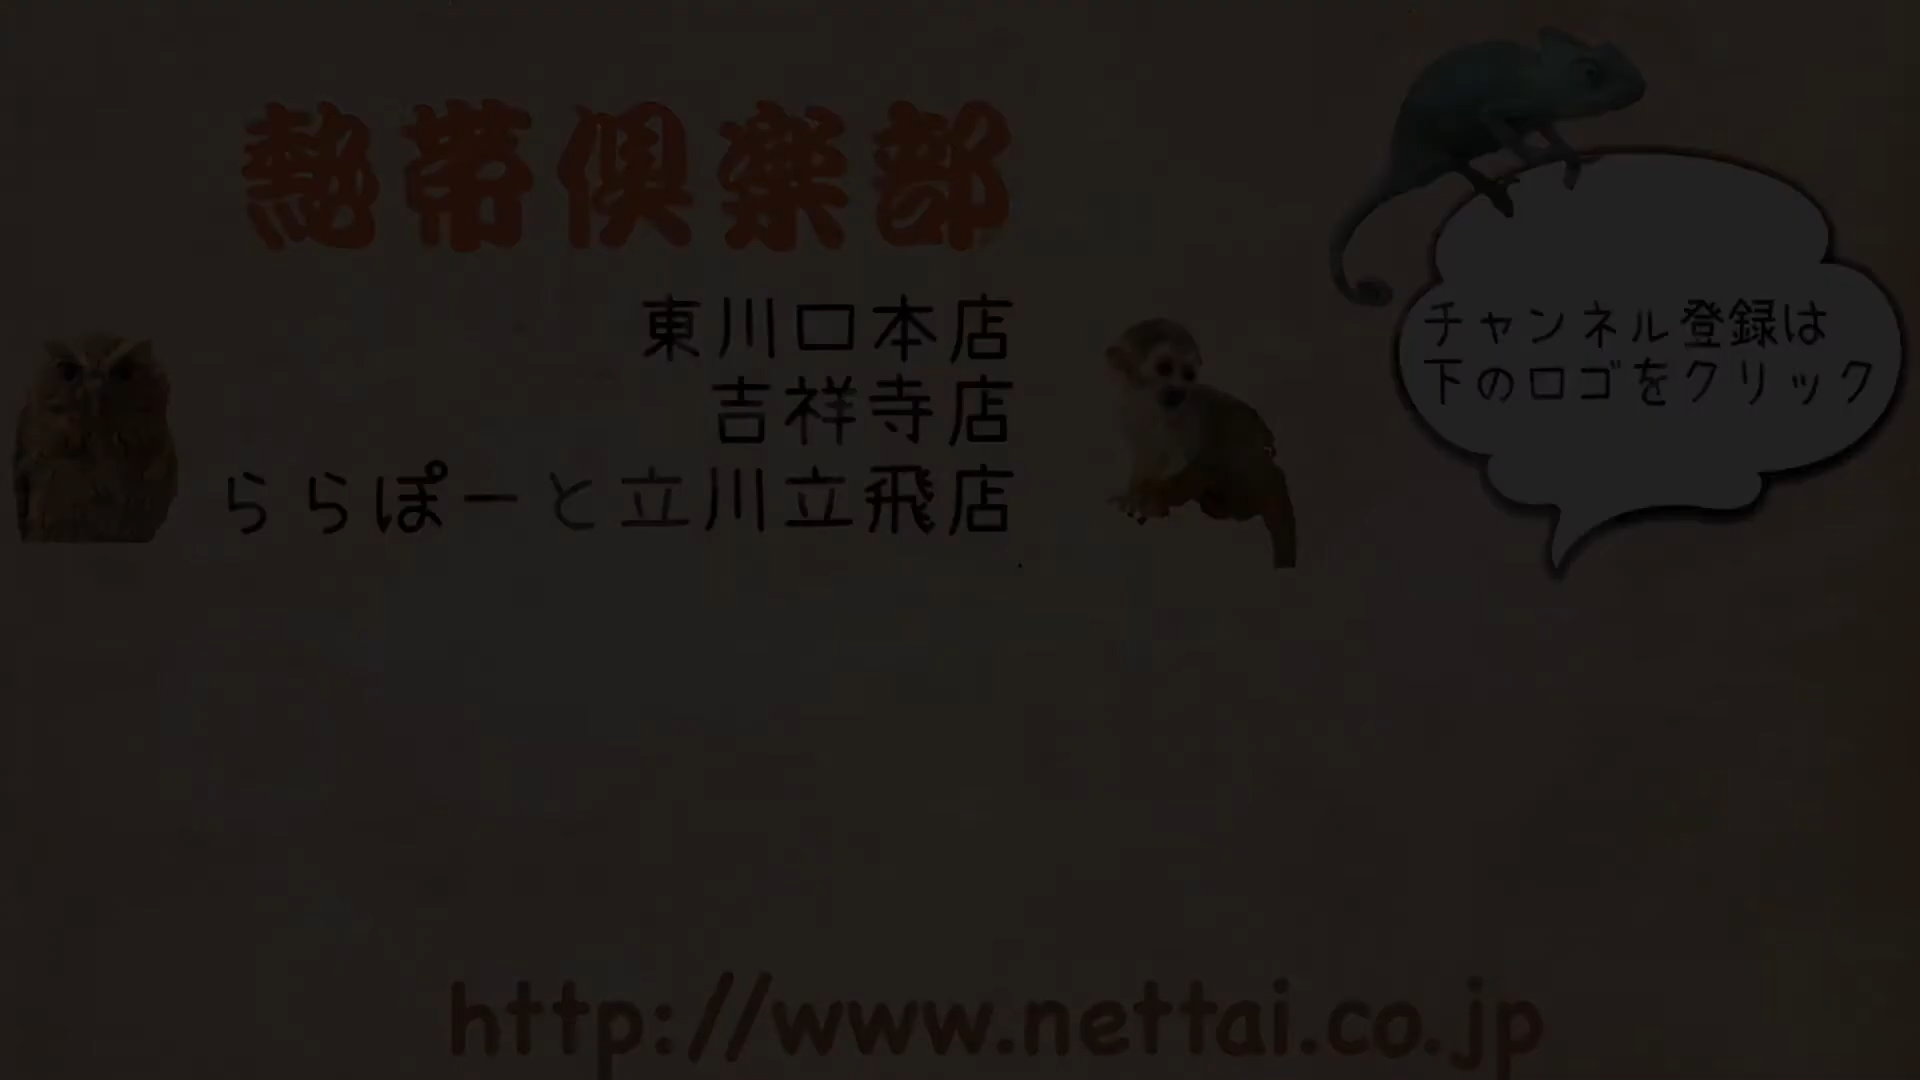 熱帯倶楽部
東川口本店
吉祥寺店
ららぽーと立川立飛店
チャンネル登録は
下のロゴをクリック
http://www.nettai.co.jp